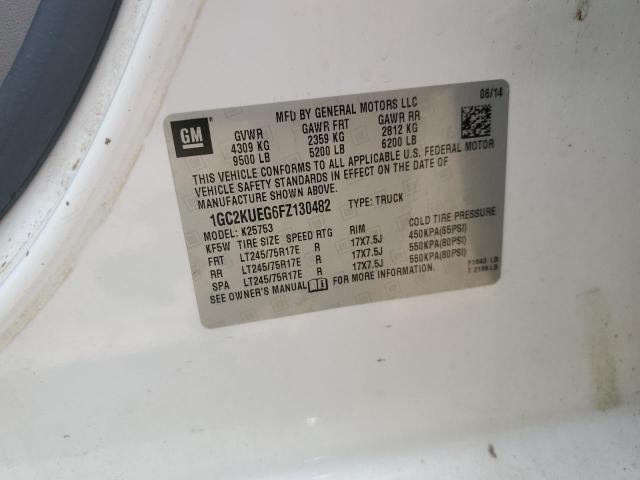 MFD BY GENERAL MOTORS LLC 06/14
GM®
GVWR GAWR FRT GAWR RR
4309 KG 2359 KG 2812 KG
9500 LB 5200 LB 6200 LB
THIS VEHICLE CONFORMS TO ALL APPLICABLE U.S. FEDERAL MOTOR
VEHICLE SAFETY STANDARDS IN EFFECT ON THE DATE OF
MANUFACTURE SHOWN ABOVE.
1GC2KUEG6FZ130482 TYPE: TRUCK
MODEL: K25753
KF5W TIRE SIZE SPEED RTG RIM COLD TIRE PRESSURE
FRT LT245/75R17E R 17X7.5J 450KPA(65PSI)
RR LT245/75R17E R 17X7.5J 550KPA(80PSI)
SPA LT245/75R17E R 17X7.5J 550KPA(80PSI)
SEE OWNER'S MANUAL FOR MORE INFORMATION.